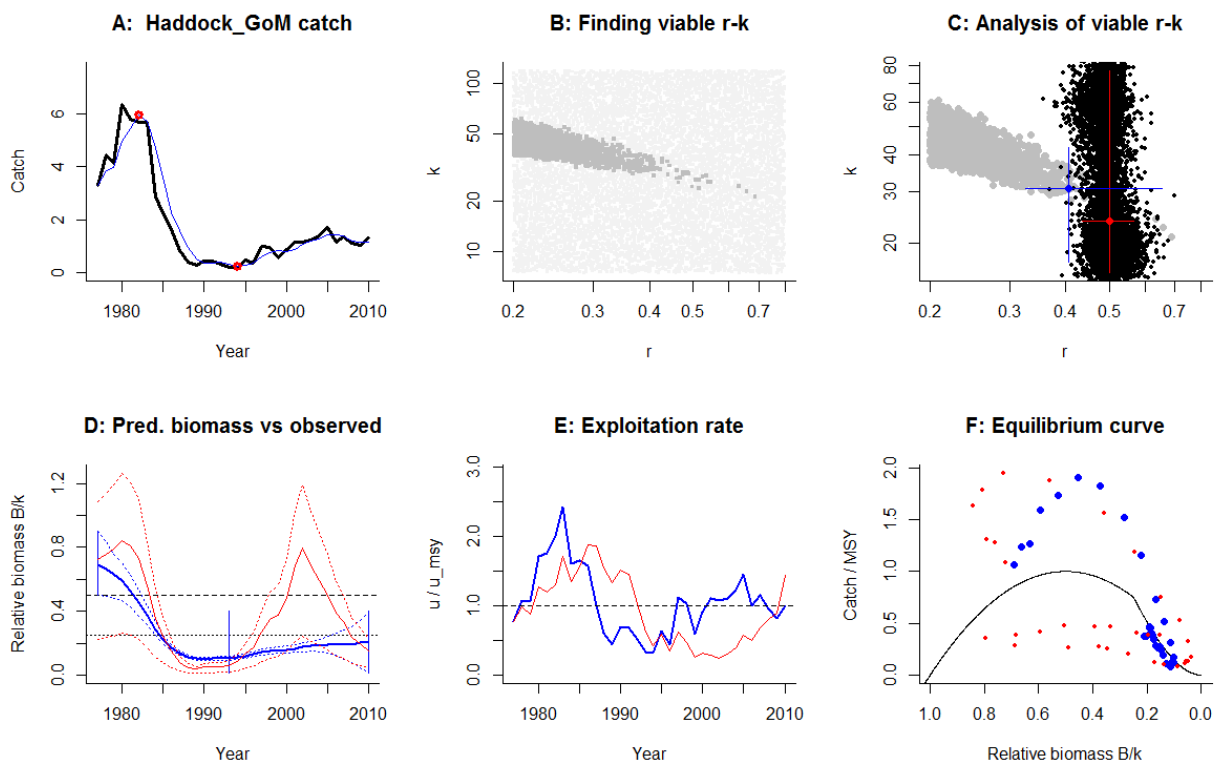 A:  Haddock_GoM catch
Catch
0 2 4 6
1980 1990 2000 2010
Year
B: Finding viable r-k
k
10 20 50 100
0.2 0.3 0.4 0.5 0.7
r
C: Analysis of viable r-k
k
20 30 40 60 80
0.2 0.3 0.4 0.5 0.7
r
D: Pred. biomass vs observed
Relative biomass B/k
0.0 0.4 0.8 1.2
1980 1990 2000 2010
Year
E: Exploitation rate
u / u_msy
0.0 1.0 2.0 3.0
1980 1990 2000 2010
Year
F: Equilibrium curve
Catch / MSY
0.0 0.5 1.0 1.5 2.0
1.0 0.8 0.6 0.4 0.2 0.0
Relative biomass B/k